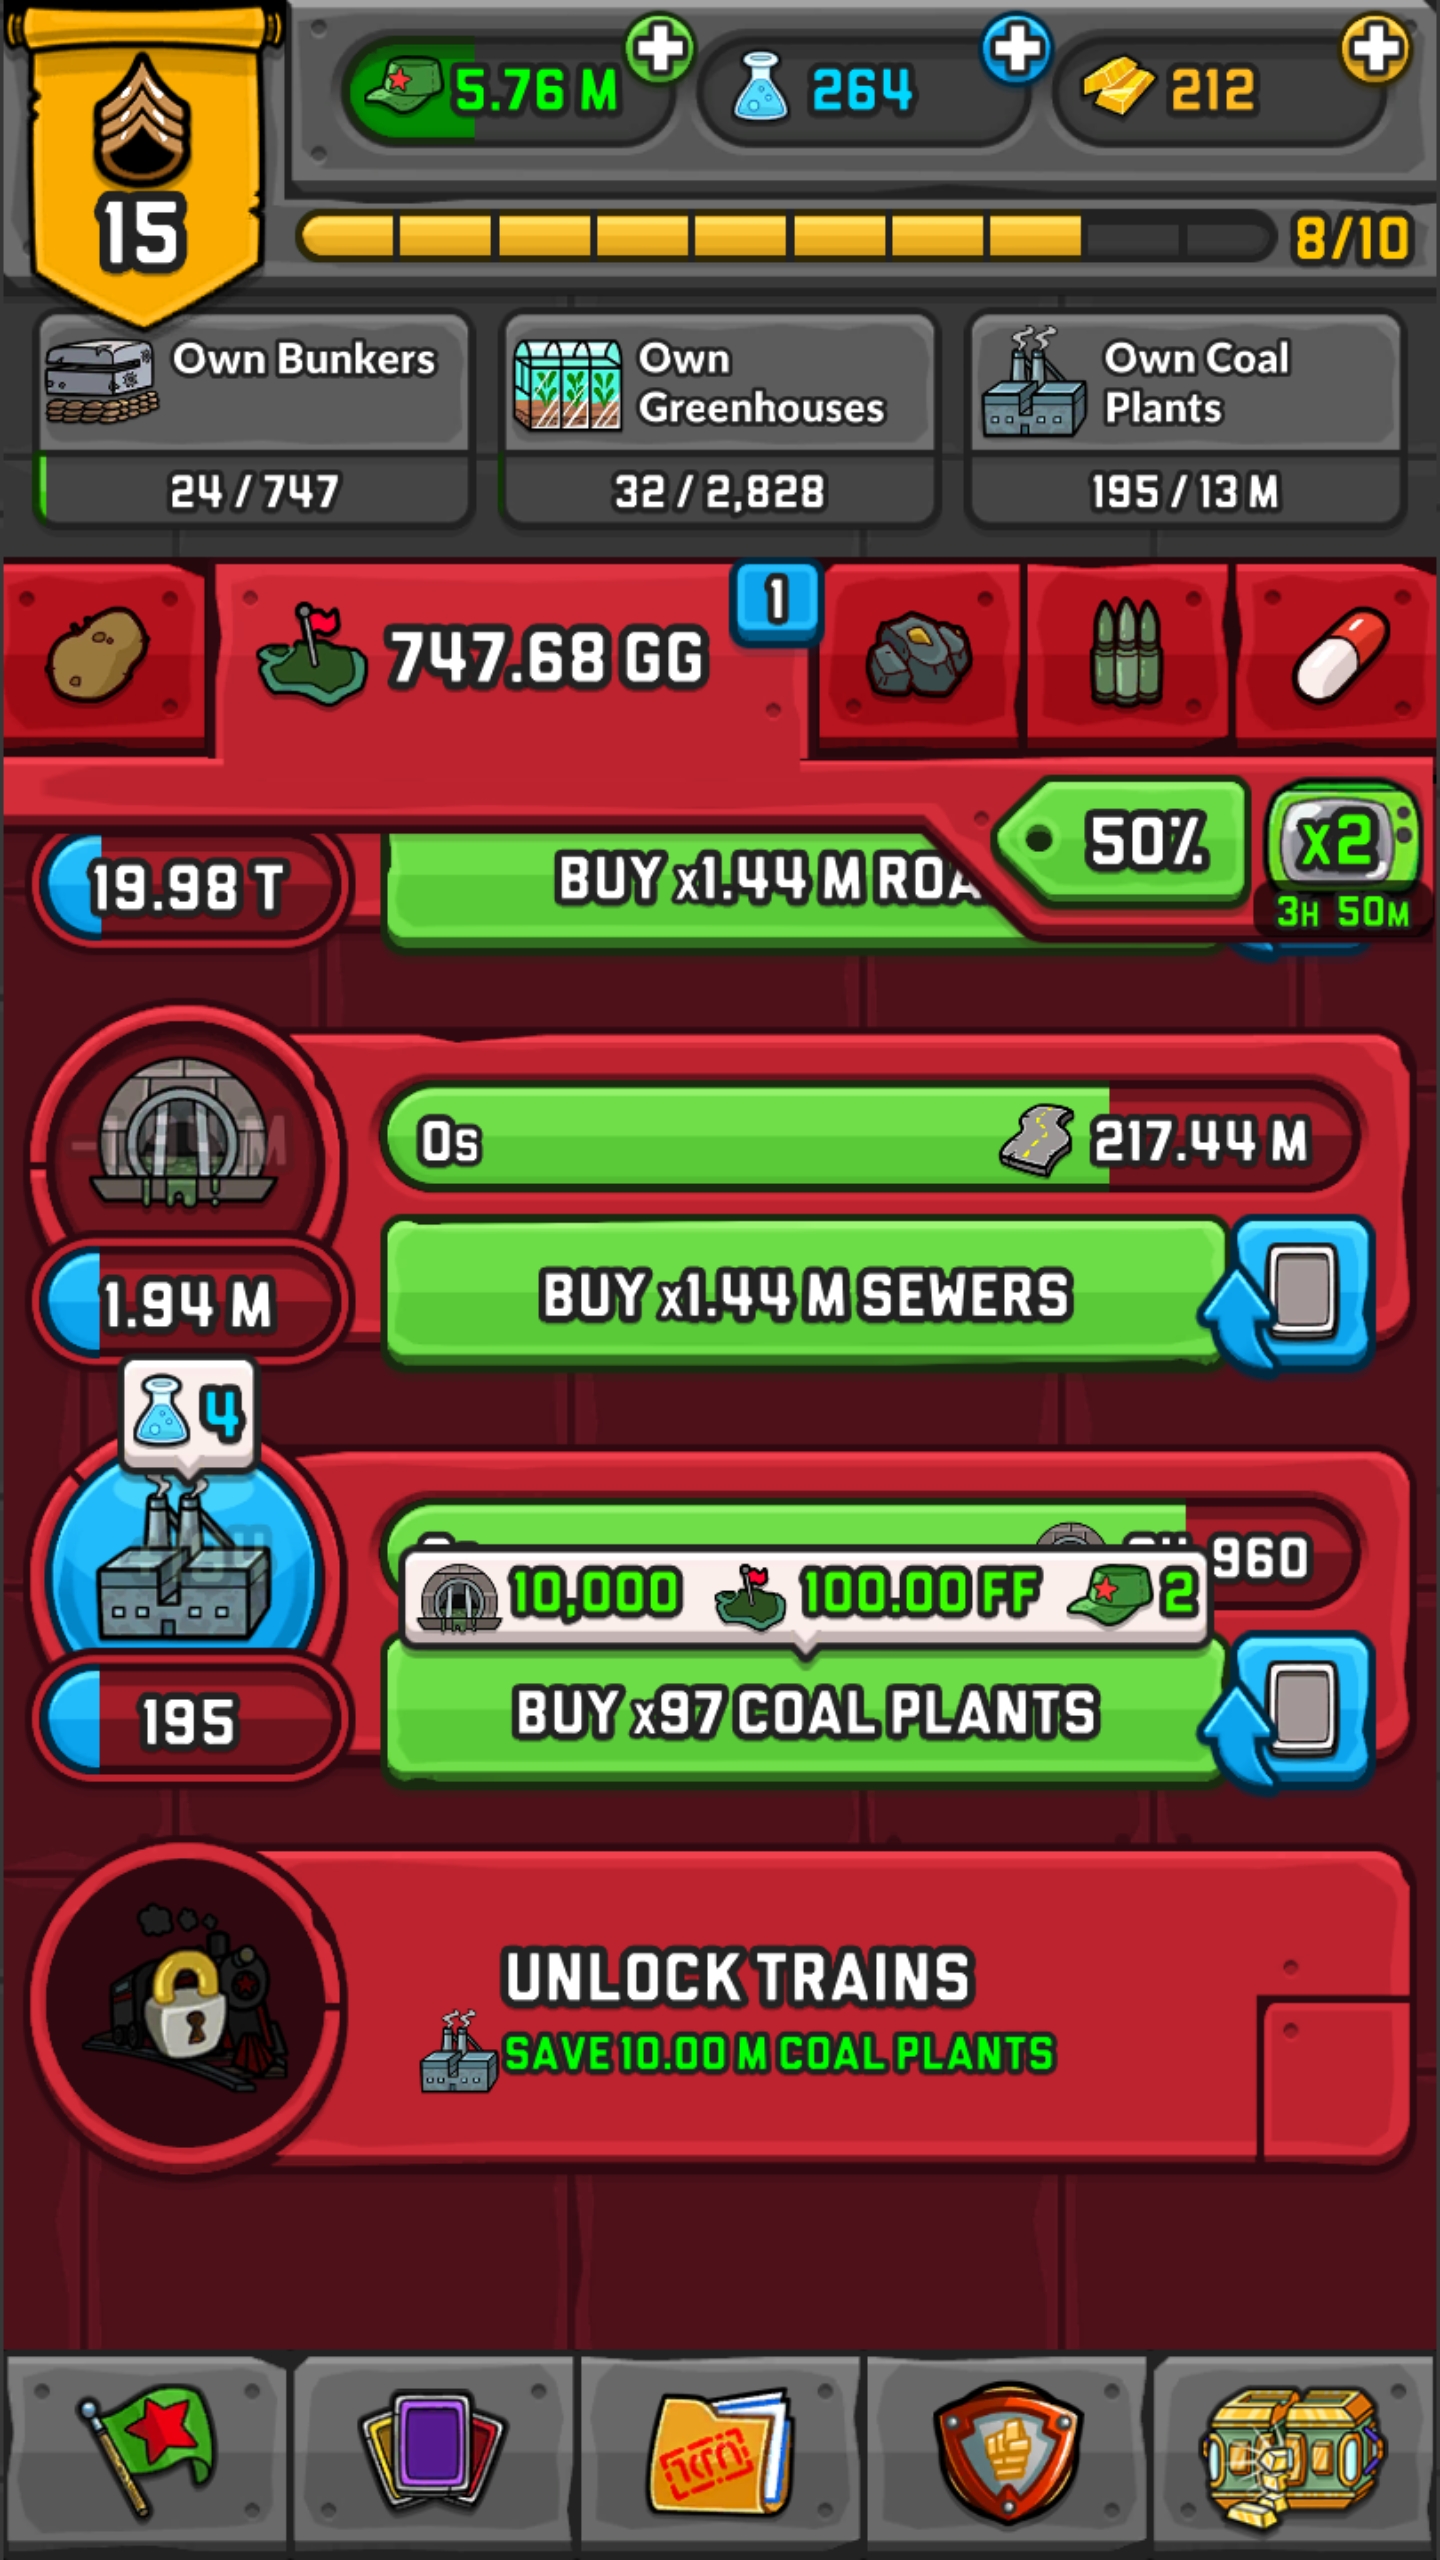 5.76 M
264
212
15
8/10
Own Bunkers
24 / 747
Own
Greenhouses
32 / 2,828
Own Coal
Plants
195 / 13 M
747.68 GG
1
50%
x2
3H 50M
19.98 T
BUY x1.44 M ROA
0s
217.44 M
1.94 M
BUY x1.44 M SEWERS
4
960
10,000
100.00 FF
2
195
BUY x97 COAL PLANTS
UNLOCK TRAINS
SAVE 10.00 M COAL PLANTS